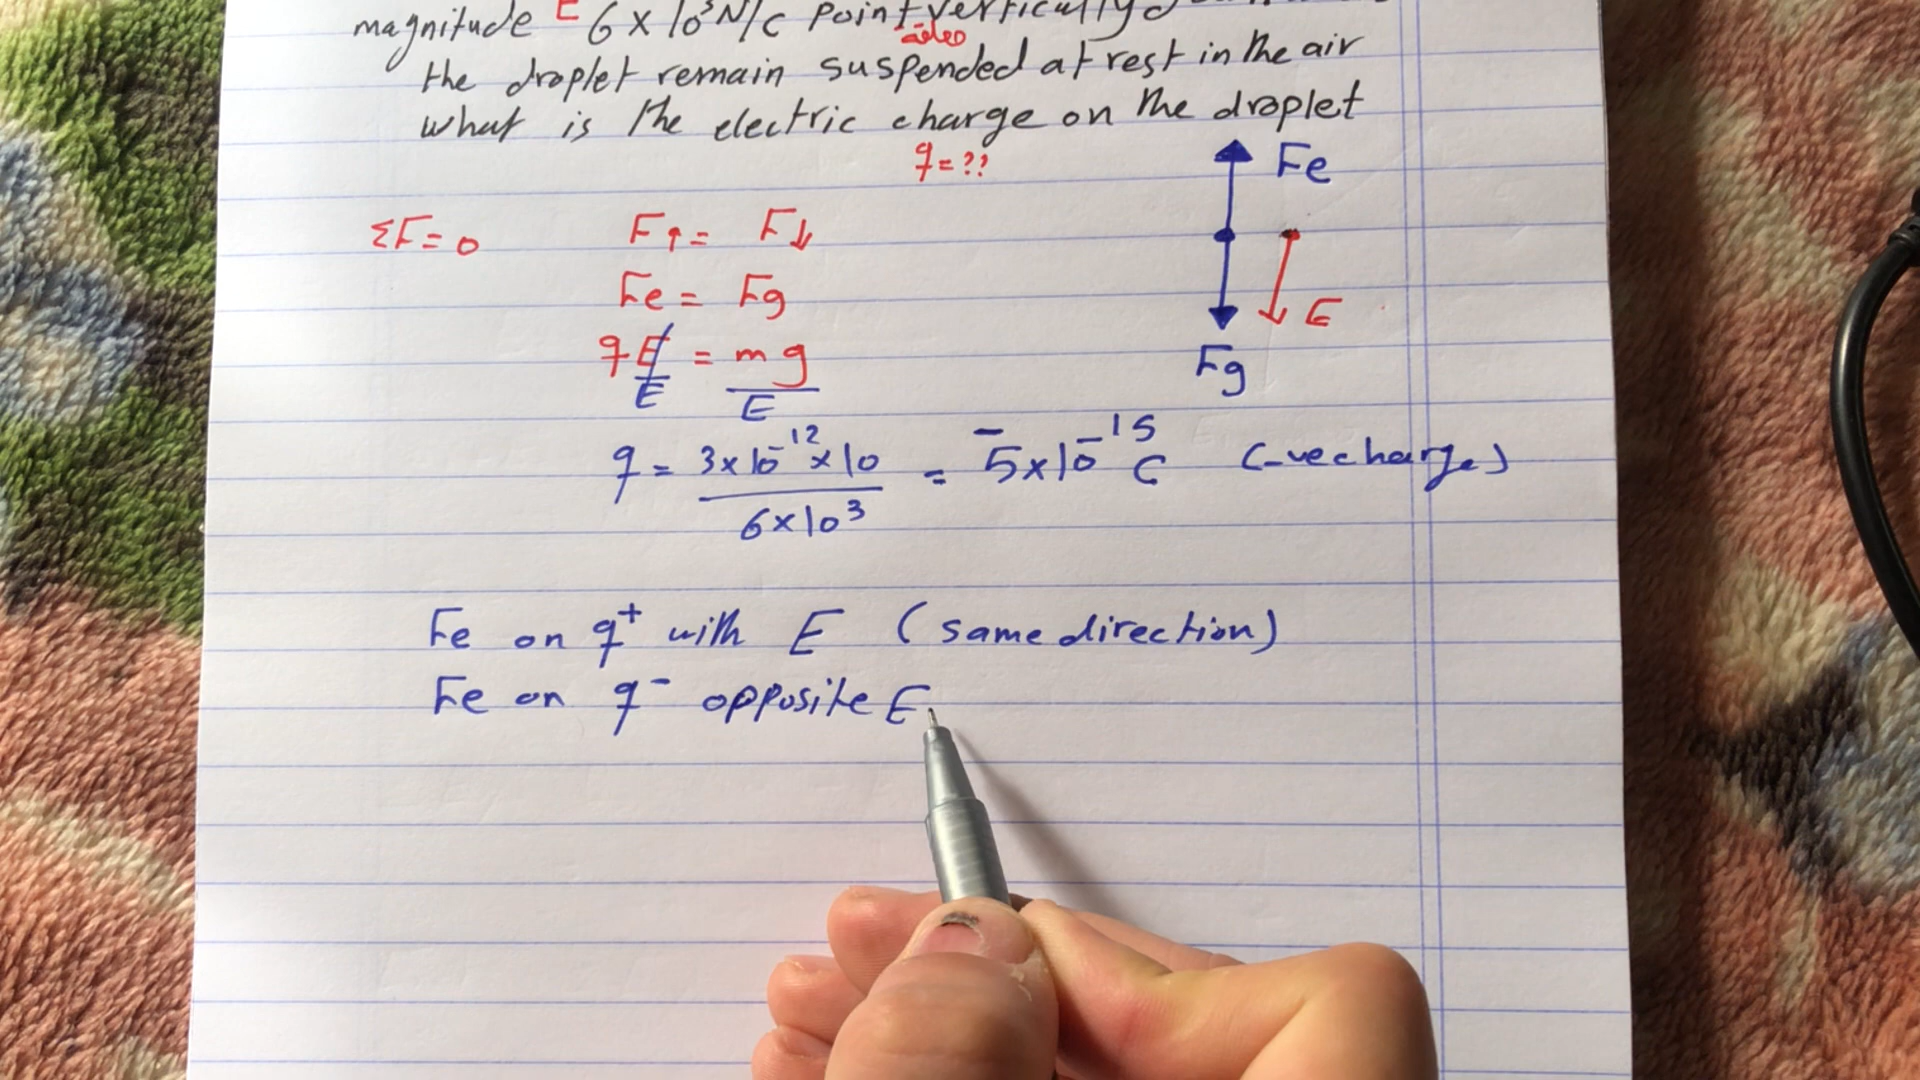 magnitude E 6 x 10³ N/C point vertically
معلقة
the droplet remain suspended at rest in the air
what is the electric charge on the droplet
q = ??
Fe
ΣF = 0 F↑ = F↓
Fe = Fg
E
qE = mg
E E
Fg
q = 3x10⁻¹²x10 = -5x10⁻¹⁵ C (-ve charge)
6x10³
Fe on q⁺ with E (same direction)
Fe on q⁻ opposite E